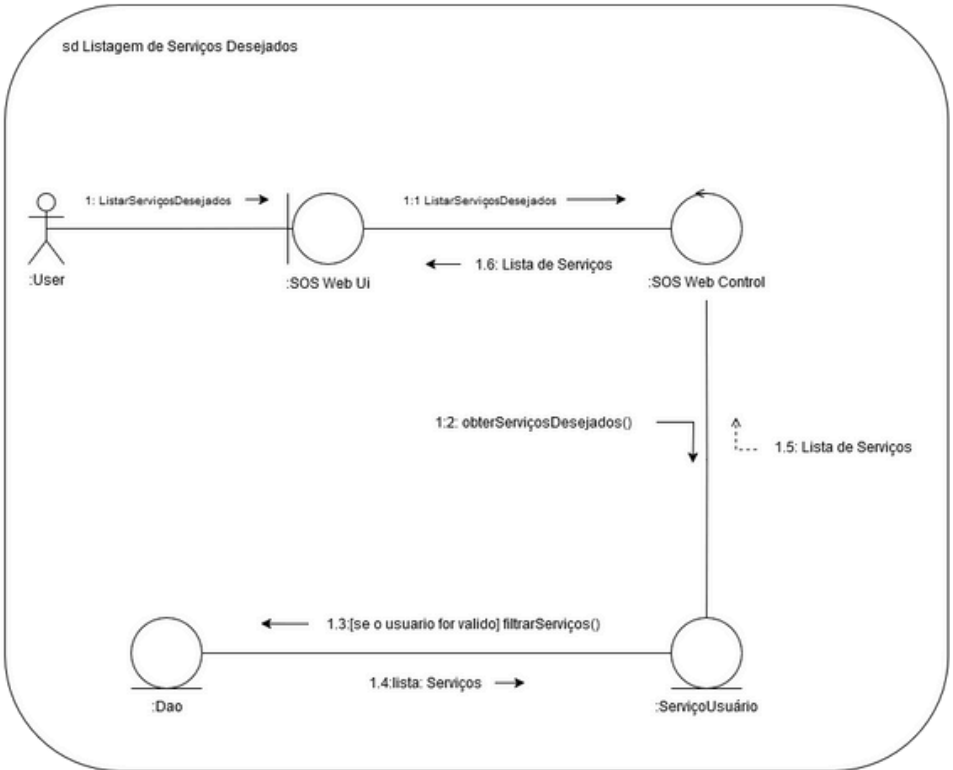 sd Listagem de Serviços Desejados
1: ListarServiçosDesejados
1:1 ListarServiçosDesejados
:User
:SOS Web Ui
1.6: Lista de Serviços
:SOS Web Control
1:2: obterServiçosDesejados()
1.5: Lista de Serviços
1.3:[se o usuario for valido] filtrarServiços()
1.4:lista: Serviços
:Dao
:ServiçoUsuário